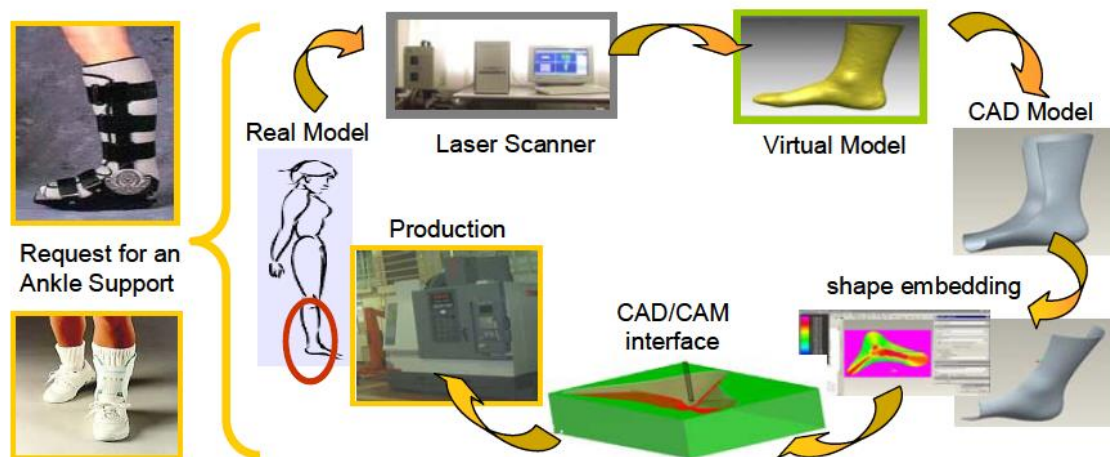 Request for an
Ankle Support
Real Model
Laser Scanner
Virtual Model
CAD Model
shape embedding
CAD/CAM
interface
Production